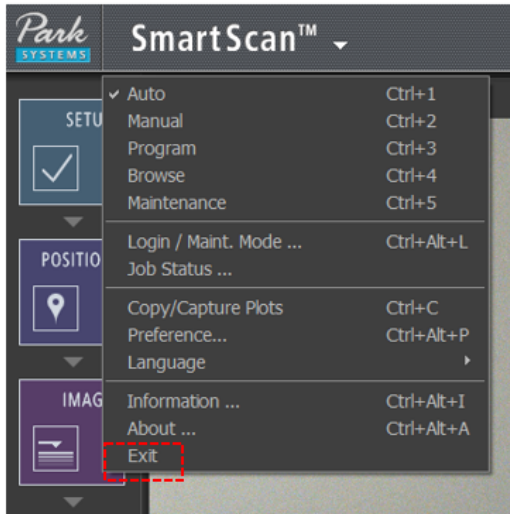 Park
SYSTEMS
SmartScan™
SETU
POSITIO
IMAG
Auto Ctrl+1
Manual Ctrl+2
Program Ctrl+3
Browse Ctrl+4
Maintenance Ctrl+5
Login / Maint. Mode ... Ctrl+Alt+L
Job Status ...
Copy/Capture Plots Ctrl+C
Preference... Ctrl+Alt+P
Language
Information ... Ctrl+Alt+I
About ... Ctrl+Alt+A
Exit